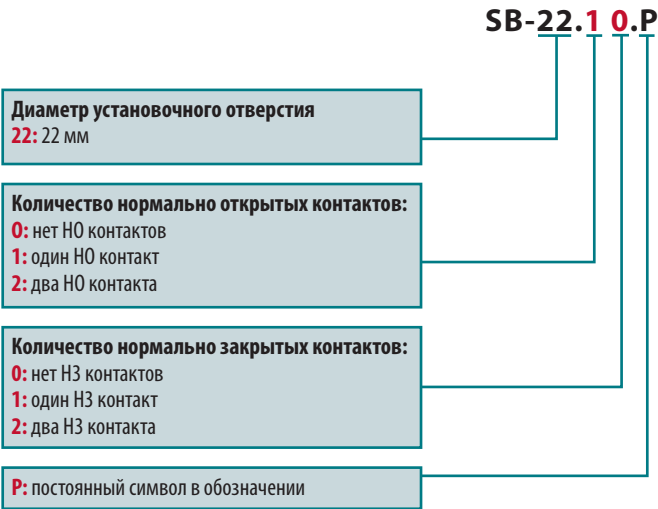 SB-22.1 0.P
Диаметр установочного отверстия
22: 22 мм
Количество нормально открытых контактов:
0: нет НО контактов
1: один НО контакт
2: два НО контакта
Количество нормально закрытых контактов:
0: нет НЗ контактов
1: один НЗ контакт
2: два НЗ контакта
P: постоянный символ в обозначении